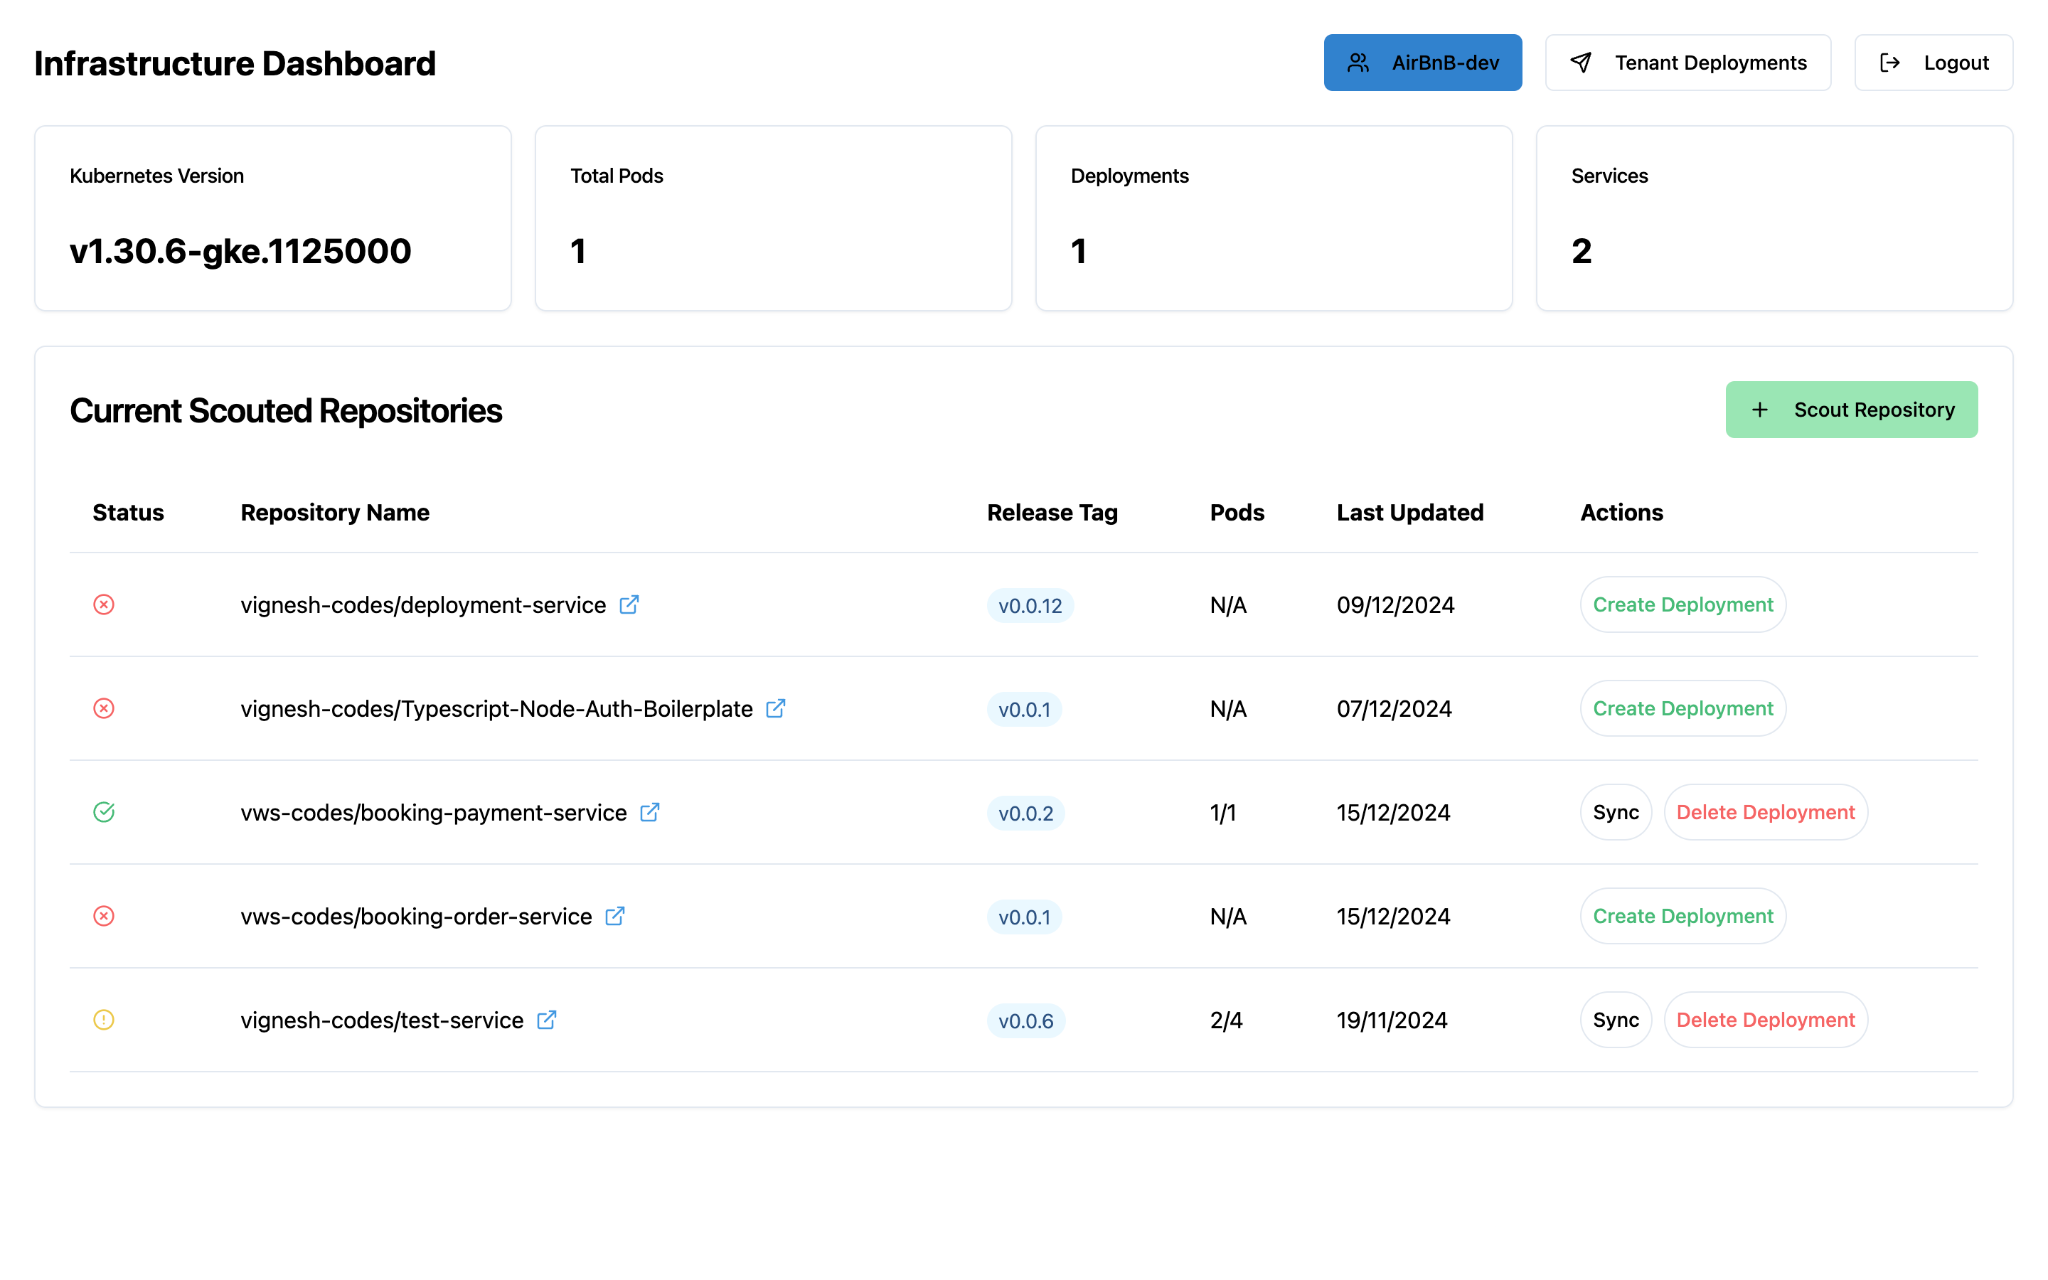 Infrastructure Dashboard
AirBnB-dev
Tenant Deployments
Logout
Kubernetes Version
v1.30.6-gke.1125000
Total Pods
1
Deployments
1
Services
2
Current Scouted Repositories
Scout Repository
Status Repository Name Release Tag Pods Last Updated Actions
vignesh-codes/deployment-service v0.0.12 N/A 09/12/2024 Create Deployment
vignesh-codes/Typescript-Node-Auth-Boilerplate v0.0.1 N/A 07/12/2024 Create Deployment
vws-codes/booking-payment-service v0.0.2 1/1 15/12/2024 Sync Delete Deployment
vws-codes/booking-order-service v0.0.1 N/A 15/12/2024 Create Deployment
vignesh-codes/test-service v0.0.6 2/4 19/11/2024 Sync Delete Deployment